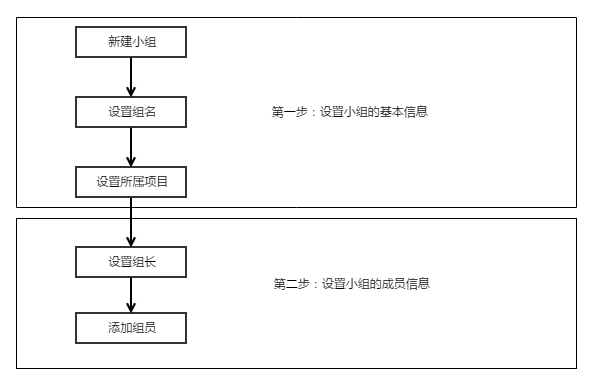 新建小组
设置组名
第一步：设置小组的基本信息
设置所属项目
设置组长
第二步：设置小组的成员信息
添加组员